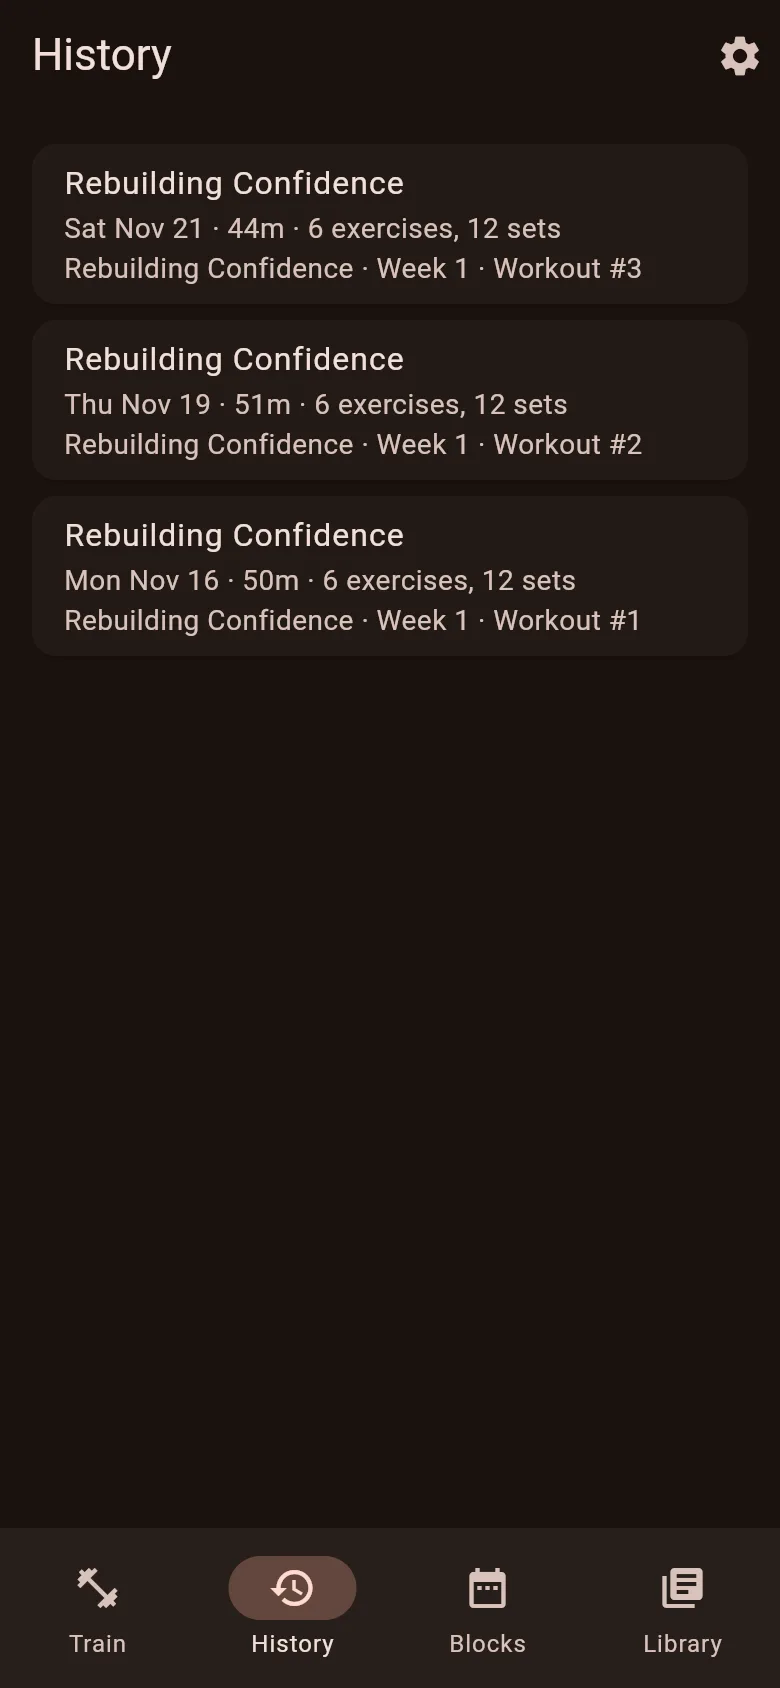 History
Rebuilding Confidence
Sat Nov 21 · 44m · 6 exercises, 12 sets
Rebuilding Confidence · Week 1 · Workout #3
Rebuilding Confidence
Thu Nov 19 · 51m · 6 exercises, 12 sets
Rebuilding Confidence · Week 1 · Workout #2
Rebuilding Confidence
Mon Nov 16 · 50m · 6 exercises, 12 sets
Rebuilding Confidence · Week 1 · Workout #1
Train
History
Blocks
Library